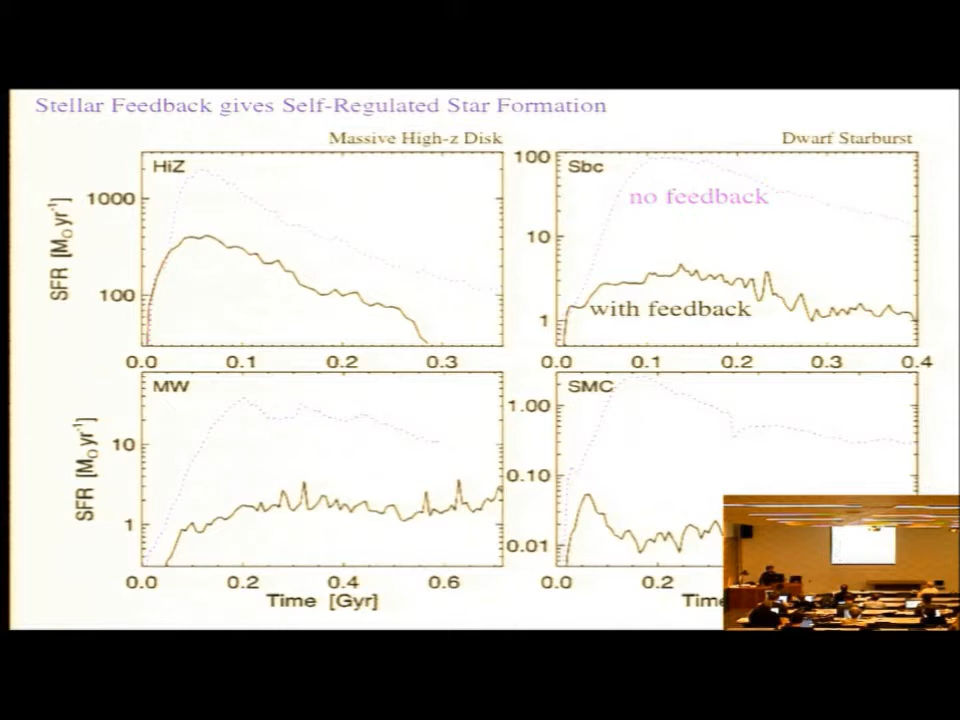 Stellar Feedback gives Self-Regulated Star Formation
Massive High-z Disk
Dwarf Starburst
HiZ
1000
100
SFR [M⊙ yr⁻¹]
0.0 0.1 0.2 0.3
Sbc
100
10
1
no feedback
with feedback
0.0 0.1 0.2 0.3 0.4
MW
10
1
SFR [M⊙ yr⁻¹]
0.0 0.2 0.4 0.6
Time [Gyr]
SMC
1.00
0.10
0.01
0.0 0.2
Time